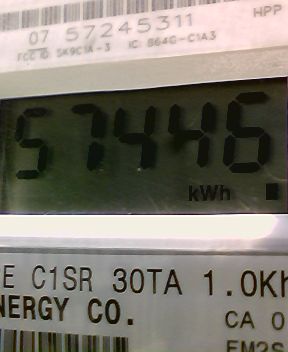 07 57245311
HPP
FCC ID SK9C1A-3 IC: 864G-C1A3
57446
kWh
PE C1SR 30TA 1.0Kh
NERGY CO.
CA 0
EM2S